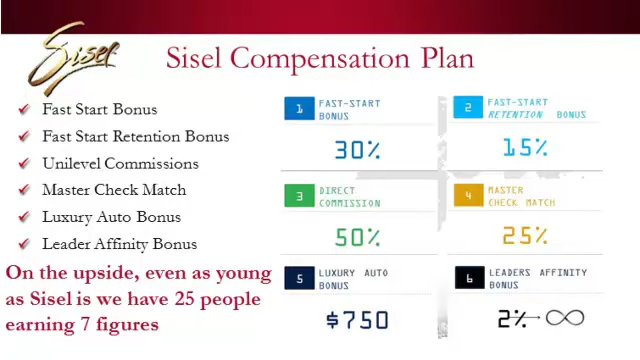 Sisel
Sisel Compensation Plan
Fast Start Bonus
Fast Start Retention Bonus
Unilevel Commissions
Master Check Match
Luxury Auto Bonus
Leader Affinity Bonus
On the upside, even as young
as Sisel is we have 25 people
earning 7 figures
1 FAST-START
BONUS
30%
2 FAST-START
RETENTION BONUS
15%
3 DIRECT
COMMISSION
50%
4 MASTER
CHECK MATCH
25%
5 LUXURY AUTO
BONUS
$750
6 LEADERS AFFINITY
BONUS
2%→∞